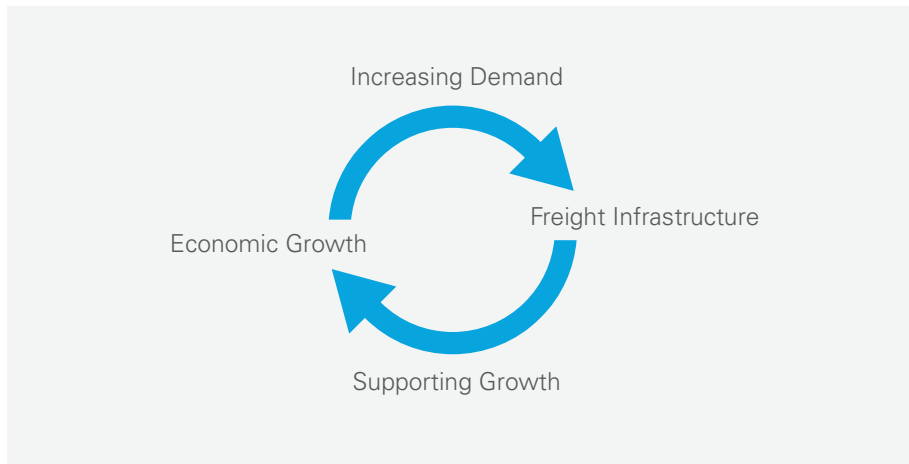 Increasing Demand
Freight Infrastructure
Economic Growth
Supporting Growth